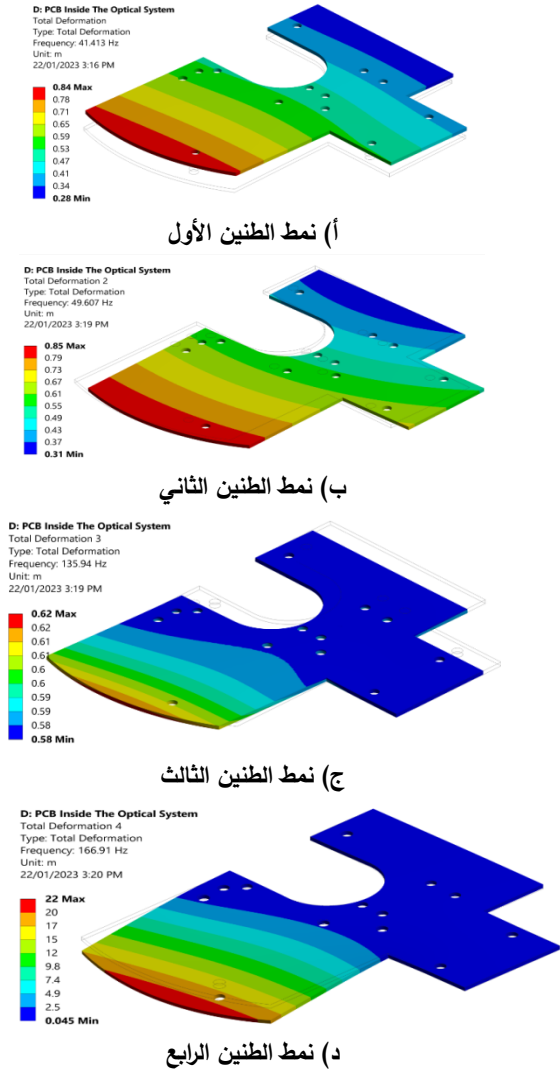 D: PCB Inside The Optical System
Total Deformation
Type: Total Deformation
Frequency: 41.413 Hz
Unit: m
22/01/2023 3:16 PM
0.84 Max
0.78
0.71
0.65
0.59
0.53
0.47
0.41
0.34
0.28 Min
أ) نمط الطنين الأول
D: PCB Inside The Optical System
Total Deformation 2
Type: Total Deformation
Frequency: 49.607 Hz
Unit: m
22/01/2023 3:19 PM
0.85 Max
0.79
0.73
0.67
0.61
0.55
0.49
0.43
0.37
0.31 Min
ب) نمط الطنين الثاني
D: PCB Inside The Optical System
Total Deformation 3
Type: Total Deformation
Frequency: 135.94 Hz
Unit: m
22/01/2023 3:19 PM
0.62 Max
0.62
0.61
0.61
0.6
0.6
0.59
0.59
0.58
0.58 Min
ج) نمط الطنين الثالث
D: PCB Inside The Optical System
Total Deformation 4
Type: Total Deformation
Frequency: 166.91 Hz
Unit: m
22/01/2023 3:20 PM
22 Max
20
17
15
12
9.8
7.4
4.9
2.5
0.045 Min
د) نمط الطنين الرابع